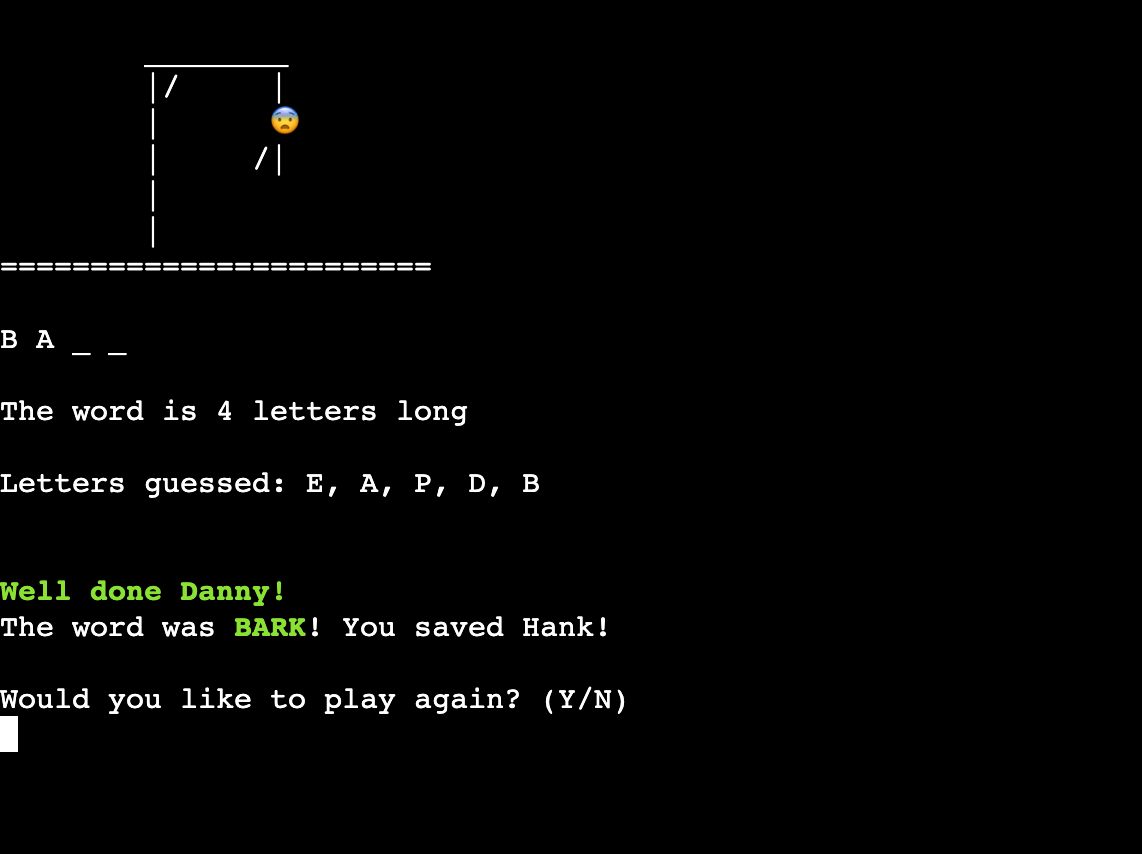 B A _ _
The word is 4 letters long
Letters guessed: E, A, P, D, B
Well done Danny!
The word was BARK! You saved Hank!
Would you like to play again? (Y/N)